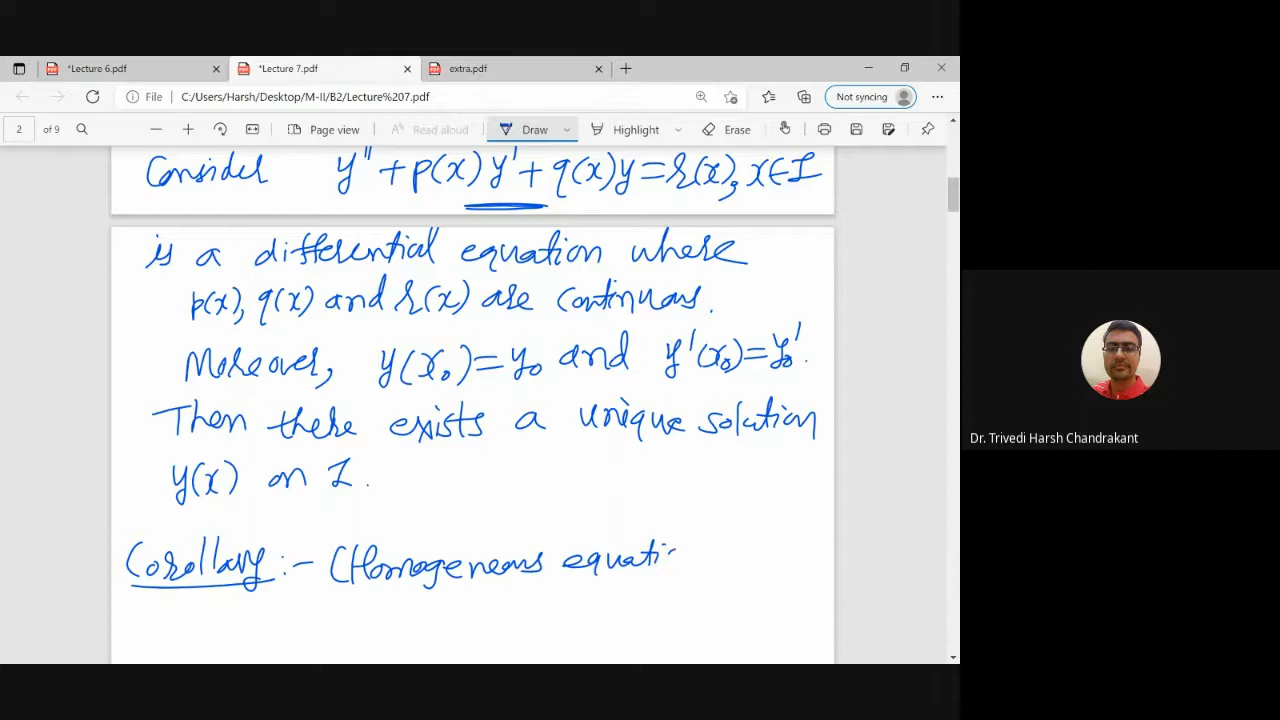 *Lecture 6.pdf
*Lecture 7.pdf
extra.pdf
File C:/Users/Harsh/Desktop/M-II/B2/Lecture%207.pdf
Not syncing
2 of 9
Page view
Read aloud
Draw
Highlight
Erase
Consider y'' + p(x) y' + q(x)y = r(x), x ∈ I
is a differential equation where
p(x), q(x) and r(x) are continuous.
Moreover, y(x₀) = y₀ and y'(x₀) = y₀'.
Then there exists a unique solution
y(x) on I.
Corollary :- (Homogeneous equati
Dr. Trivedi Harsh Chandrakant